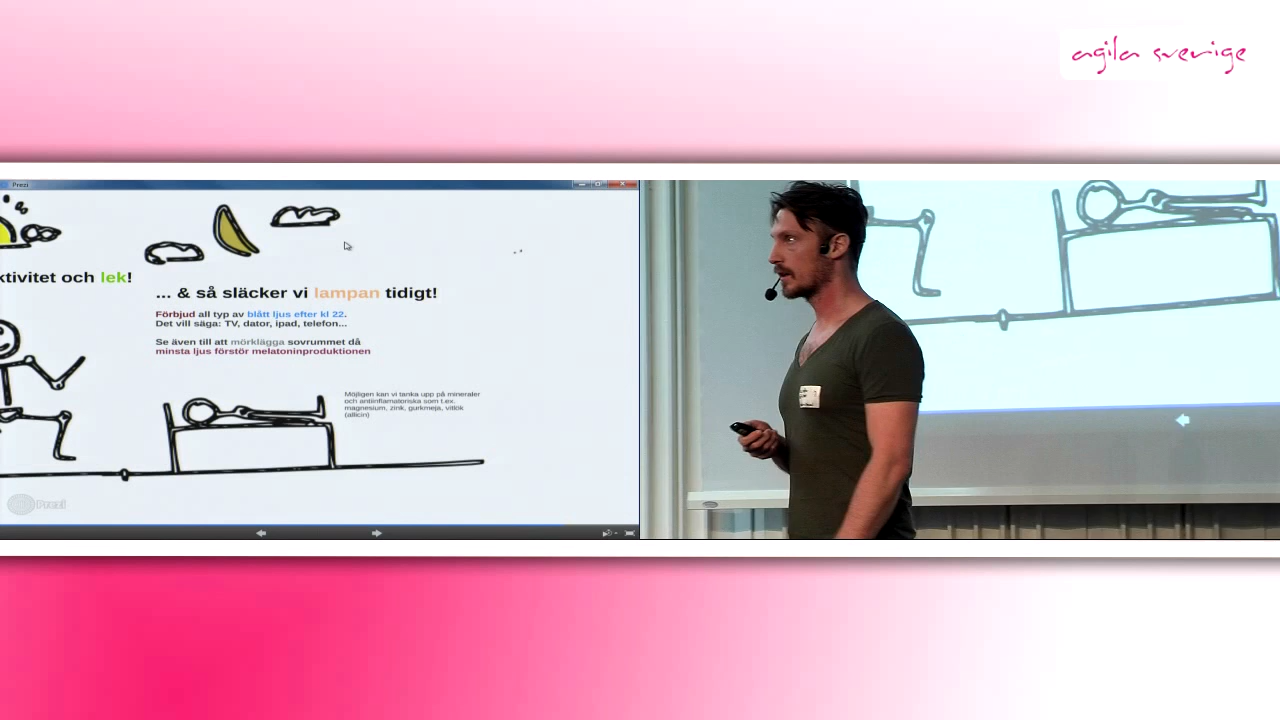 agila sverige
Prezi
ktivitet och lek!
... & så släcker vi lampan tidigt!
Förbjud all typ av blått ljus efter kl 22.
Det vill säga: TV, dator, ipad, telefon...
Se även till att mörklägga sovrummet då
minsta ljus förstör melatoninproduktionen
Möjligen kan vi tanka upp på mineraler
och antiinflamatoriska som t.ex.
magnesium, zink, gurkmeja, vitlök
(allicin)
Prezi